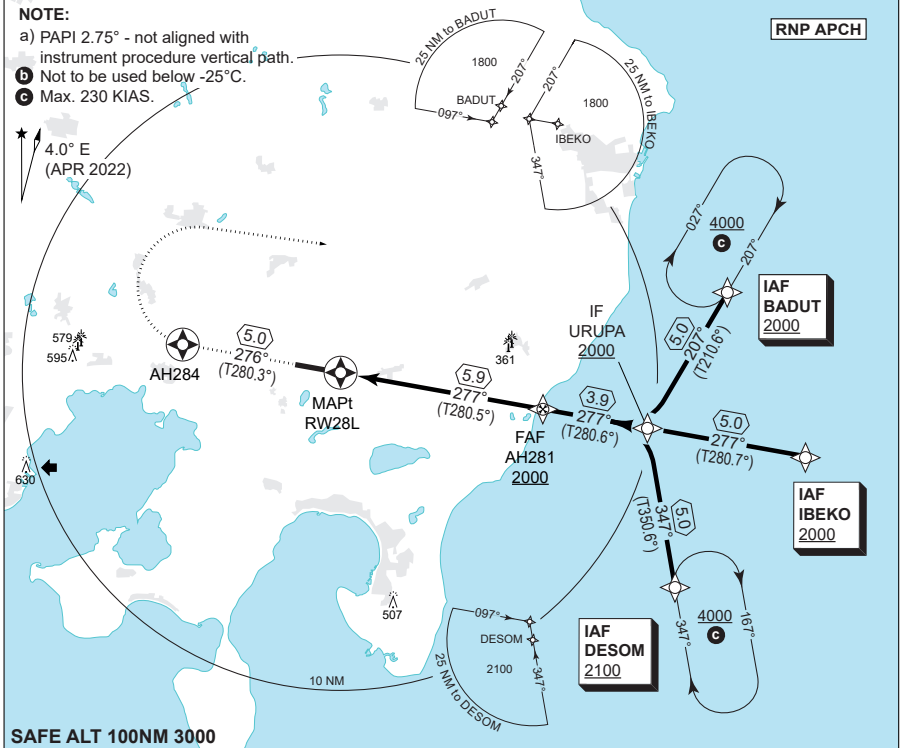 NOTE:
a) PAPI 2.75° - not aligned with
instrument procedure vertical path.
b Not to be used below -25°C.
c Max. 230 KIAS.
RNP APCH
4.0° E
(APR 2022)
25 NM to BADUT
1800
207°
BADUT
097°
25 NM to IBEKO
207°
1800
IBEKO
347°
027°
4000
c
207°
IAF
BADUT
2000
5.0
207°
(T210.6°)
IF
URUPA
2000
579
595
361
AH284
5.0
276°
(T280.3°)
MAPt
RW28L
5.9
277°
(T280.5°)
FAF
AH281
2000
3.9
277°
(T280.6°)
5.0
277°
(T280.7°)
IAF
IBEKO
2000
630
5.0
347°
(T350.6°)
507
097°
DESOM
2100
347°
25 NM to DESOM
IAF
DESOM
2100
4000
c
347°
167°
10 NM
SAFE ALT 100NM 3000